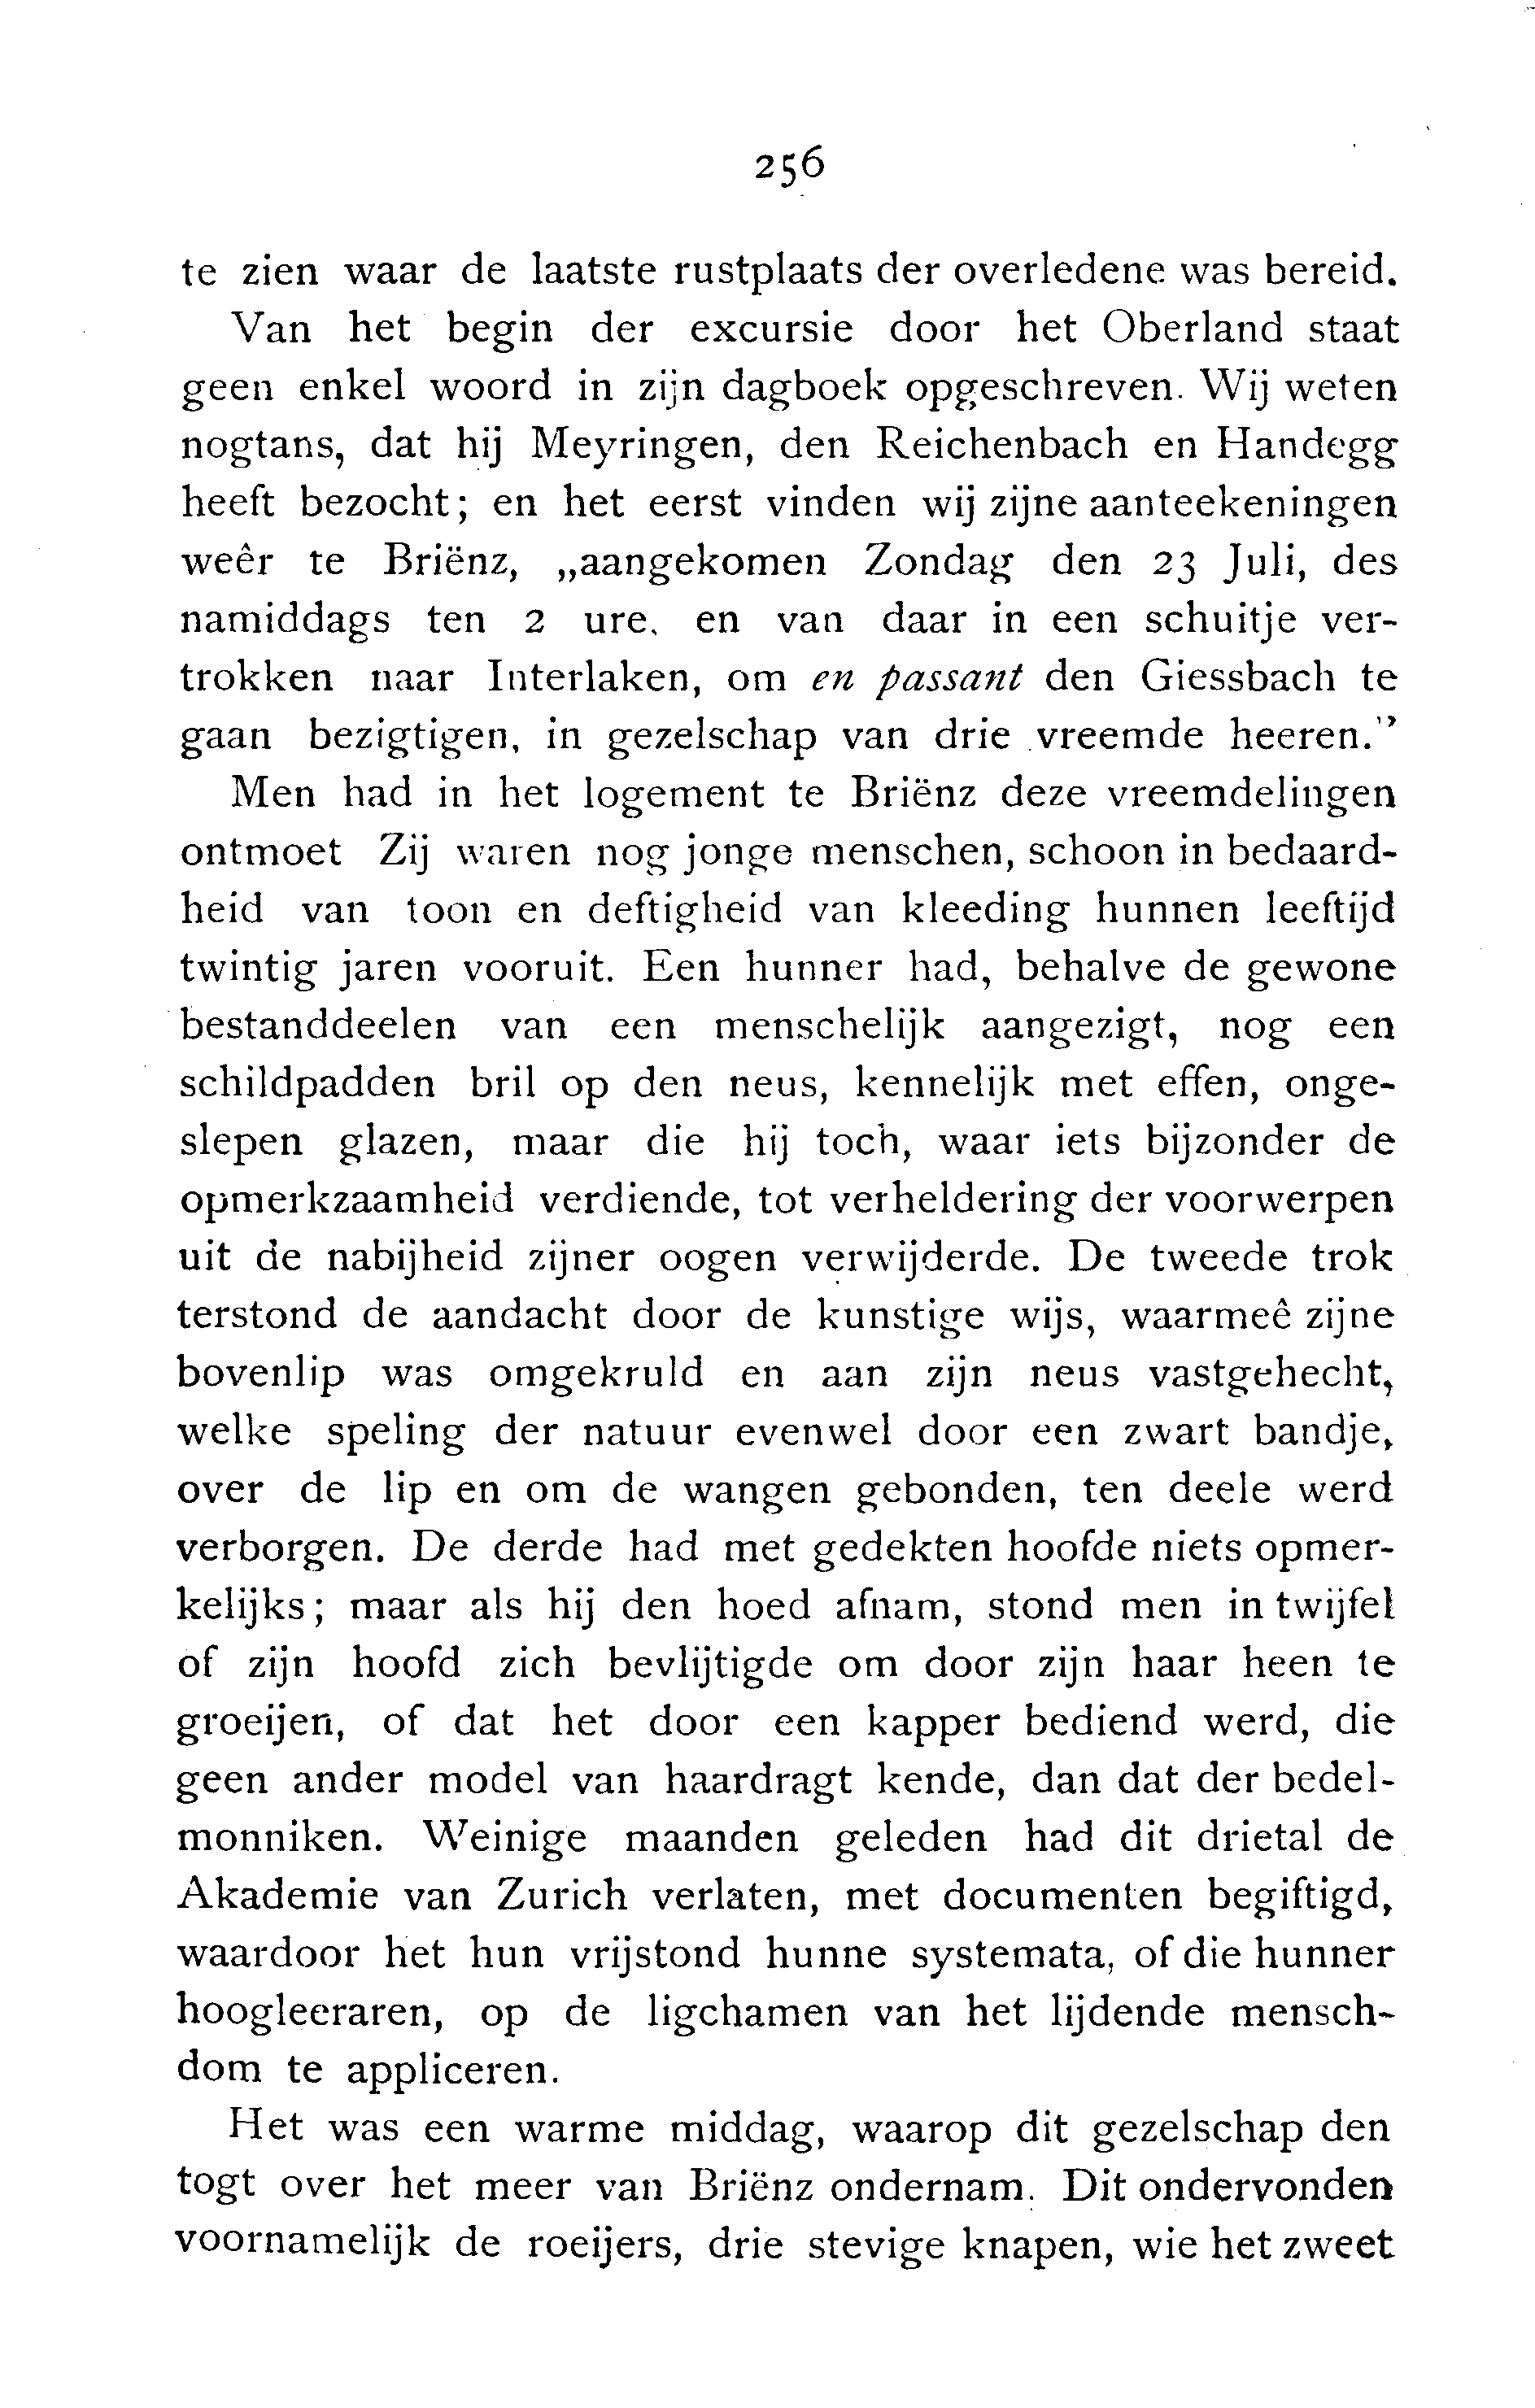 256
te zien waar de laatste rustplaats der overledene was bereid.
Van het begin der excursie door het Oberland staat
geen enkel woord in zijn dagboek opgeschreven. Wij weten
nogtans, dat hij Meyringen, den Reichenbach en Handegg
heeft bezocht; en het eerst vinden wij zijne aanteekeningen
weêr te Briënz, „aangekomen Zondag den 23 Juli, des
namiddags ten 2 ure, en van daar in een schuitje ver-
trokken naar Interlaken, om en passant den Giessbach te
gaan bezigtigen, in gezelschap van drie vreemde heeren.”
Men had in het logement te Briënz deze vreemdelingen
ontmoet Zij waren nog jonge menschen, schoon in bedaard-
heid van toon en deftigheid van kleeding hunnen leeftijd
twintig jaren vooruit. Een hunner had, behalve de gewone
bestanddeelen van een menschelijk aangezigt, nog een
schildpadden bril op den neus, kennelijk met effen, onge-
slepen glazen, maar die hij toch, waar iets bijzonder de
opmerkzaamheid verdiende, tot verheldering der voorwerpen
uit de nabijheid zijner oogen verwijderde. De tweede trok
terstond de aandacht door de kunstige wijs, waarmeê zijne
bovenlip was omgekruld en aan zijn neus vastgehecht,
welke speling der natuur evenwel door een zwart bandje,
over de lip en om de wangen gebonden, ten deele werd
verborgen. De derde had met gedekten hoofde niets opmer-
kelijks; maar als hij den hoed afnam, stond men in twijfel
of zijn hoofd zich bevlijtigde om door zijn haar heen te
groeijen, of dat het door een kapper bediend werd, die
geen ander model van haardragt kende, dan dat der bedel-
monniken. Weinige maanden geleden had dit drietal de
Akademie van Zurich verlaten, met documenten begiftigd,
waardoor het hun vrijstond hunne systemata, of die hunner
hoogleeraren, op de ligchamen van het lijdende mensch-
dom te appliceren.
Het was een warme middag, waarop dit gezelschap den
togt over het meer van Briënz ondernam. Dit ondervonden
voornamelijk de roeijers, drie stevige knapen, wie het zweet